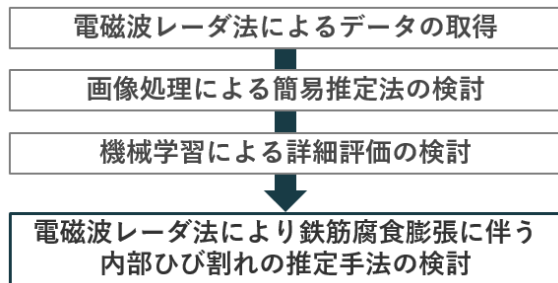 電磁波レーダ法によるデータの取得
画像処理による簡易推定法の検討
機械学習による詳細評価の検討
電磁波レーダ法により鉄筋腐食膨張に伴う
内部ひび割れの推定手法の検討